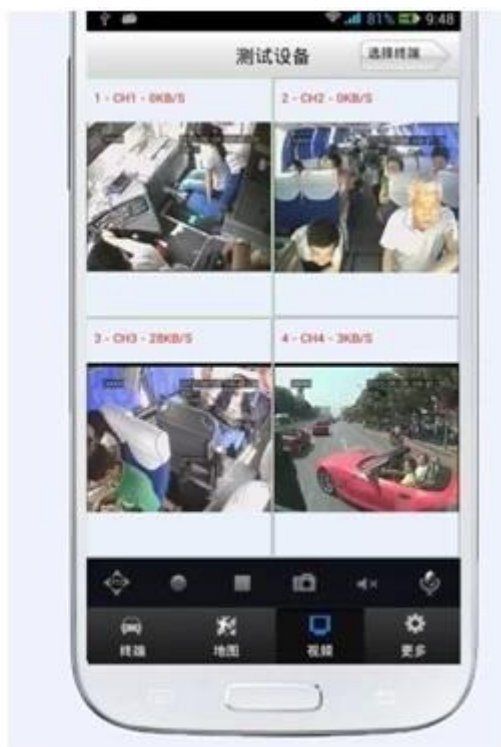 81% 9:48
测试设备
选择终端
1 - CH1 - 0KB/S
2 - CH2 - 0KB/S
3 - CH3 - 28KB/S
4 - CH4 - 3KB/S
终端
地图
视频
更多